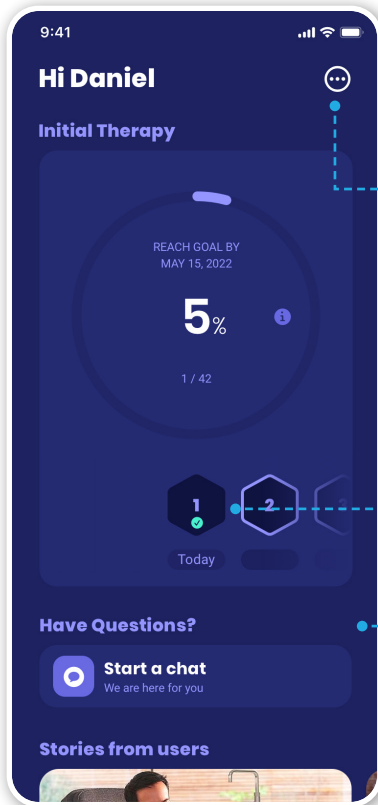 9:41
Hi Daniel
Initial Therapy
REACH GOAL BY
MAY 15, 2022
5%
i
1 / 42
1
2
3
Today
Have Questions?
Start a chat
We are here for you
Stories from users